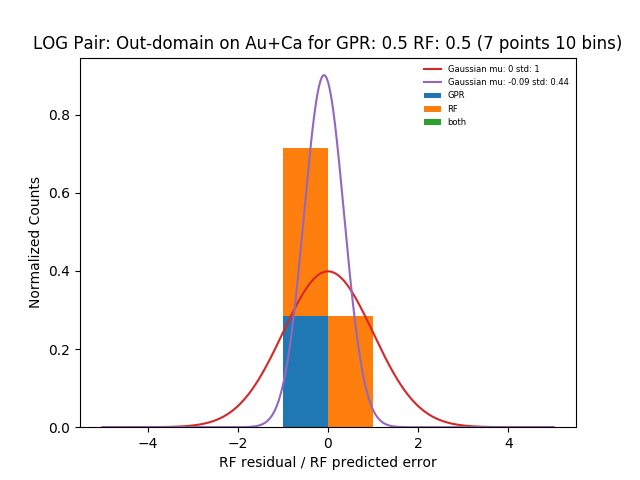 LOG Pair: Out-domain on Au+Ca for GPR: 0.5 RF: 0.5 (7 points 10 bins)
Gaussian mu: 0 std: 1
Gaussian mu: -0.09 std: 0.44
GPR
RF
both
Normalized Counts
0.8
0.6
0.4
0.2
0.0
−4
−2
0
2
4
RF residual / RF predicted error